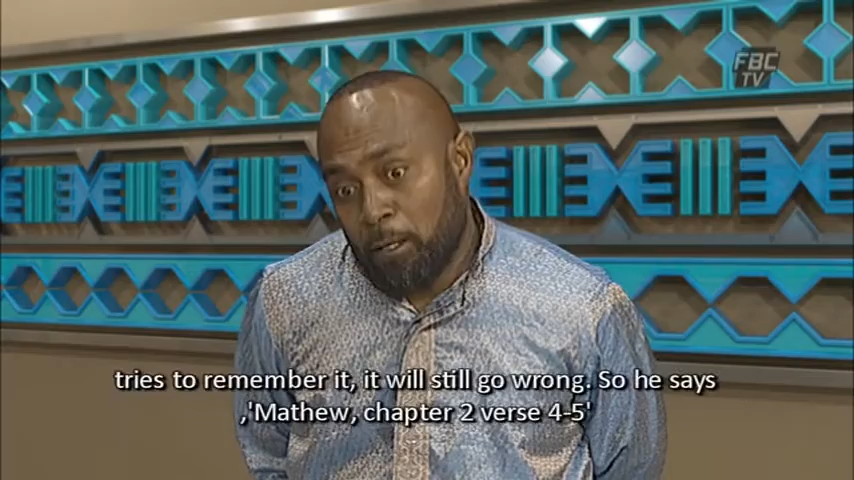 FBC
TV
tries to remember it, it will still go wrong. So he says
,'Mathew, chapter 2 verse 4-5'